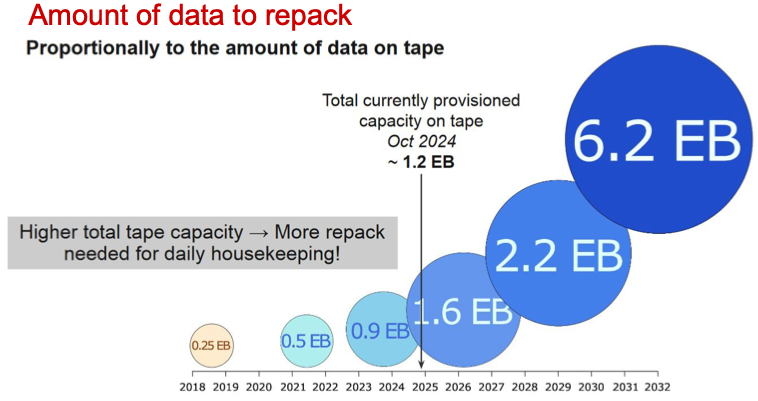 Amount of data to repack
Proportionally to the amount of data on tape
Total currently provisioned
capacity on tape
Oct 2024
~ 1.2 EB
6.2 EB
Higher total tape capacity → More repack
needed for daily housekeeping!
2.2 EB
1.6 EB
0.9 EB
0.5 EB
0.25 EB
2018 2019 2020 2021 2022 2023 2024 2025 2026 2027 2028 2029 2030 2031 2032